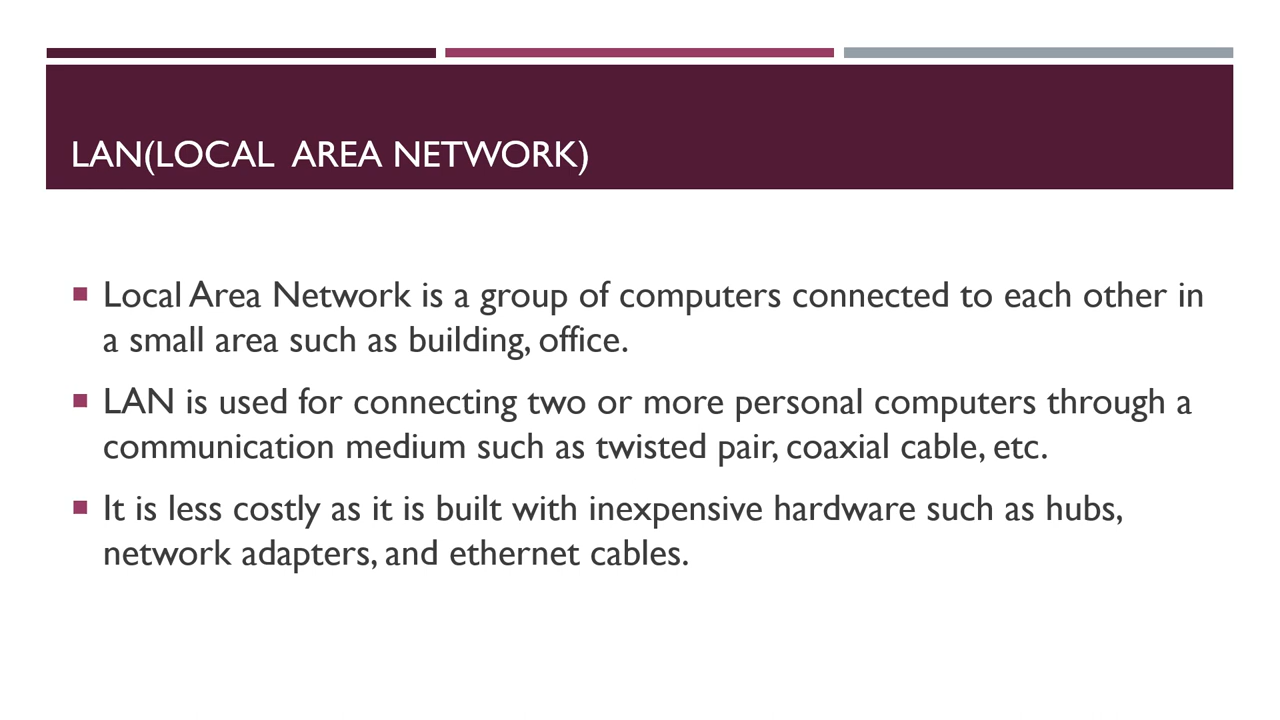 LAN(LOCAL  AREA NETWORK)
▪ Local Area Network is a group of computers connected to each other in
a small area such as building, office.
▪ LAN is used for connecting two or more personal computers through a
communication medium such as twisted pair, coaxial cable, etc.
▪ It is less costly as it is built with inexpensive hardware such as hubs,
network adapters, and ethernet cables.